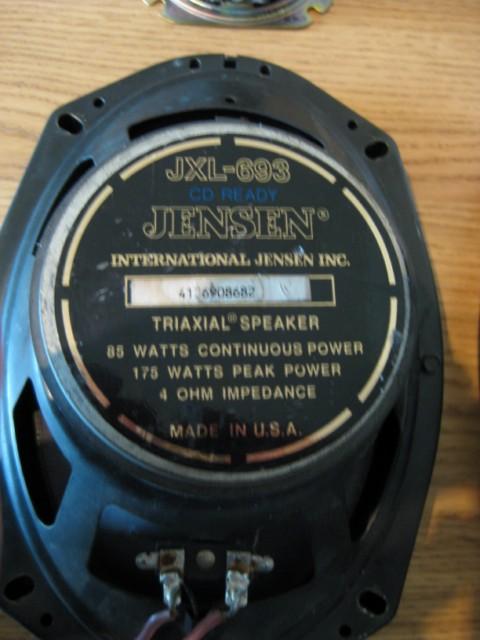 JXL-693
CD READY
JENSEN®
INTERNATIONAL JENSEN INC.
TRIAXIAL® SPEAKER
85 WATTS CONTINUOUS POWER
175 WATTS PEAK POWER
4 OHM IMPEDANCE
MADE IN U.S.A.